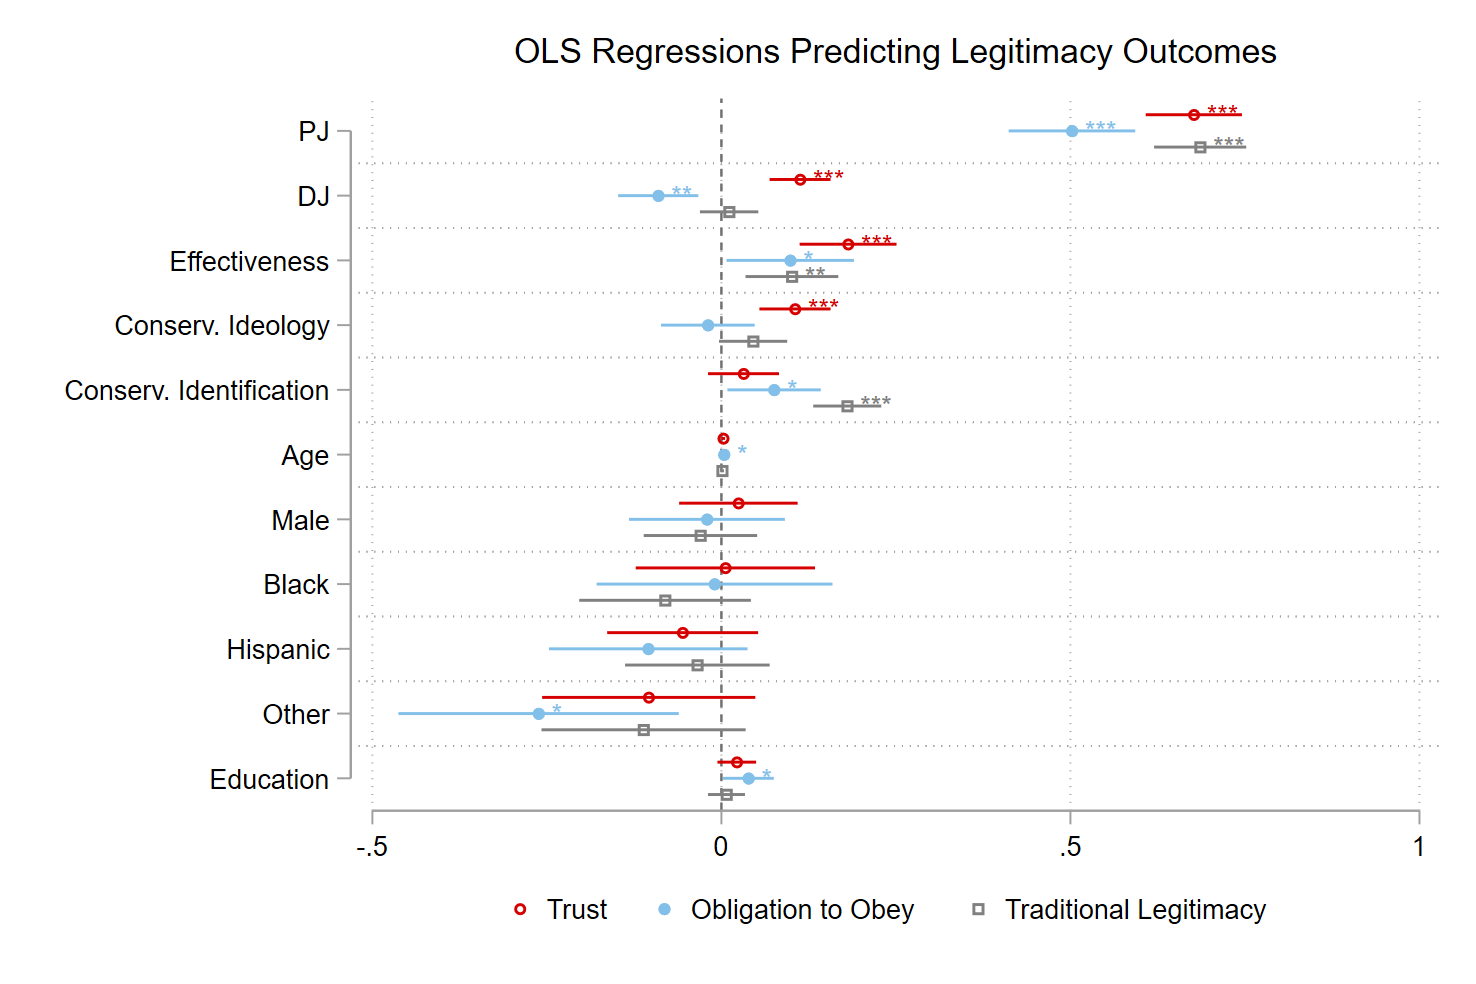 OLS Regressions Predicting Legitimacy Outcomes
PJ
***
***
***
DJ
***
**
Effectiveness
***
*
**
Conserv. Ideology
***
Conserv. Identification
*
***
Age
*
Male
Black
Hispanic
Other
*
Education
*
-.5 0 .5 1
Trust Obligation to Obey Traditional Legitimacy